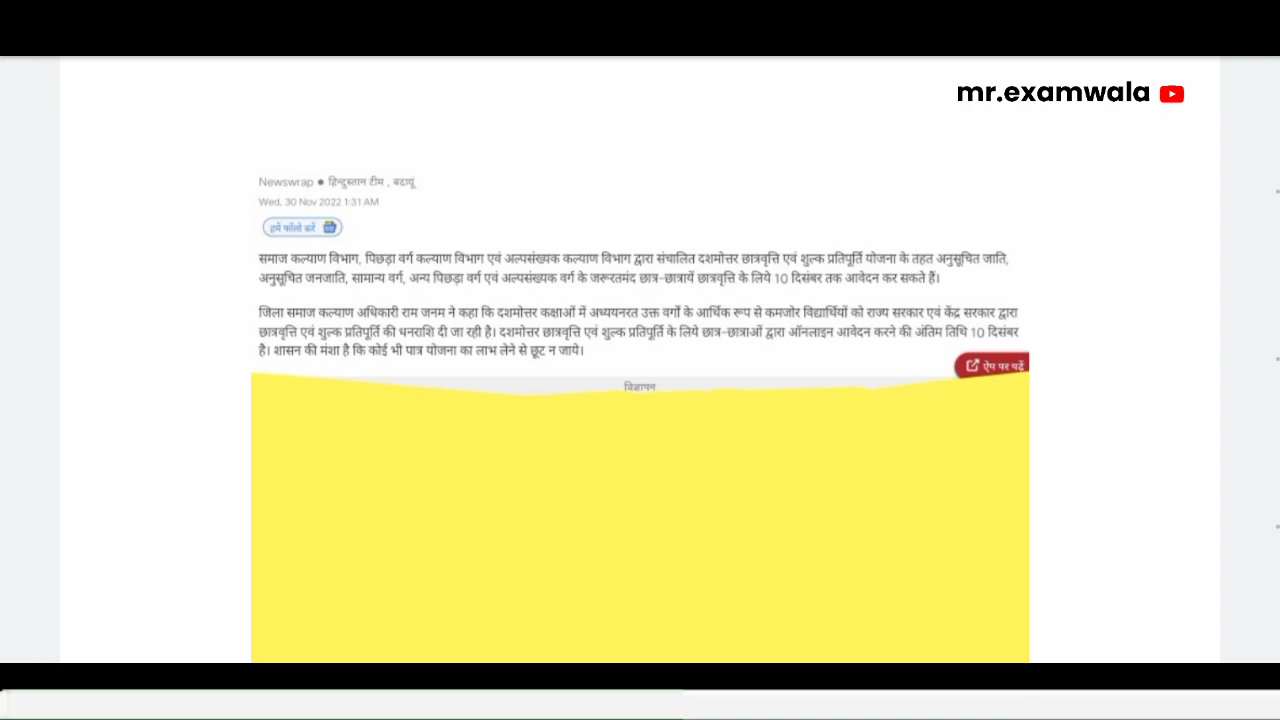 mr.examwala
Newswrap ● हिन्दुस्तान टीम , बदायूं
Wed, 30 Nov 2022 1:31 AM
हमें फॉलो करें
समाज कल्याण विभाग, पिछड़ा वर्ग कल्याण विभाग एवं अल्पसंख्यक कल्याण विभाग द्वारा संचालित दशमोत्तर छात्रवृत्ति एवं शुल्क प्रतिपूर्ति योजना के तहत अनुसूचित जाति,
अनुसूचित जनजाति, सामान्य वर्ग, अन्य पिछड़ा वर्ग एवं अल्पसंख्यक वर्ग के जरूरतमंद छात्र-छात्रायें छात्रवृत्ति के लिये 10 दिसंबर तक आवेदन कर सकते हैं।
जिला समाज कल्याण अधिकारी राम जनम ने कहा कि दशमोत्तर कक्षाओं में अध्ययनरत उक्त वर्गों के आर्थिक रूप से कमजोर विद्यार्थियों को राज्य सरकार एवं केंद्र सरकार द्वारा
छात्रवृत्ति एवं शुल्क प्रतिपूर्ति की धनराशि दी जा रही है। दशमोत्तर छात्रवृत्ति एवं शुल्क प्रतिपूर्ति के लिये छात्र-छात्राओं द्वारा ऑनलाइन आवेदन करने की अंतिम तिथि 10 दिसंबर
है। शासन की मंशा है कि कोई भी पात्र योजना का लाभ लेने से छूट न जाये।
ऐप पर पढ़ें
विज्ञापन